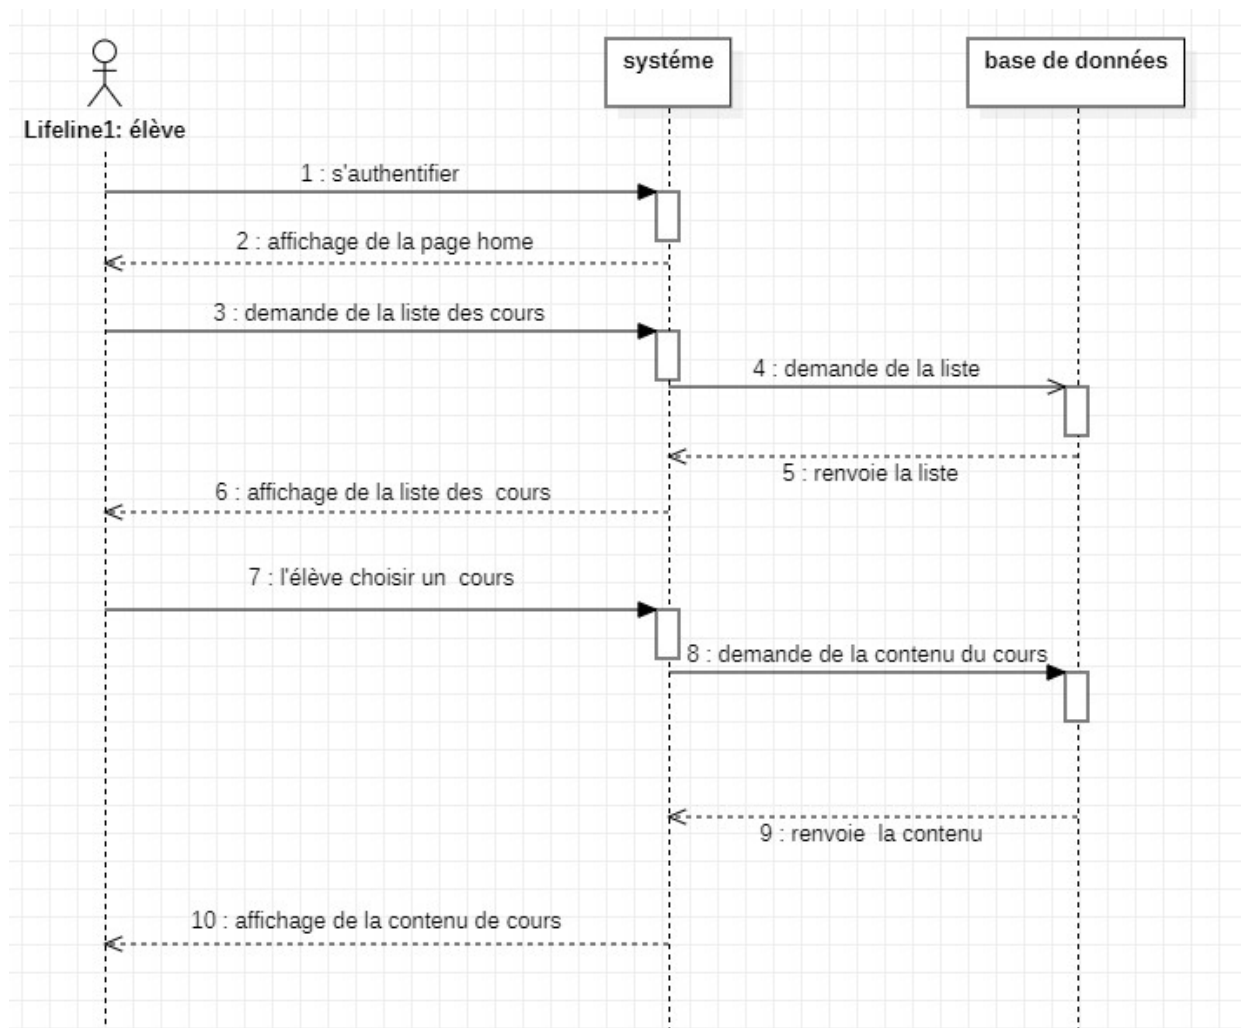 systéme
base de données
Lifeline1: élève
1 : s'authentifier
2 : affichage de la page home
3 : demande de la liste des cours
4 : demande de la liste
5 : renvoie la liste
6 : affichage de la liste des  cours
7 : l'élève choisir un  cours
8 : demande de la contenu du cours
9 : renvoie  la contenu
10 : affichage de la contenu de cours